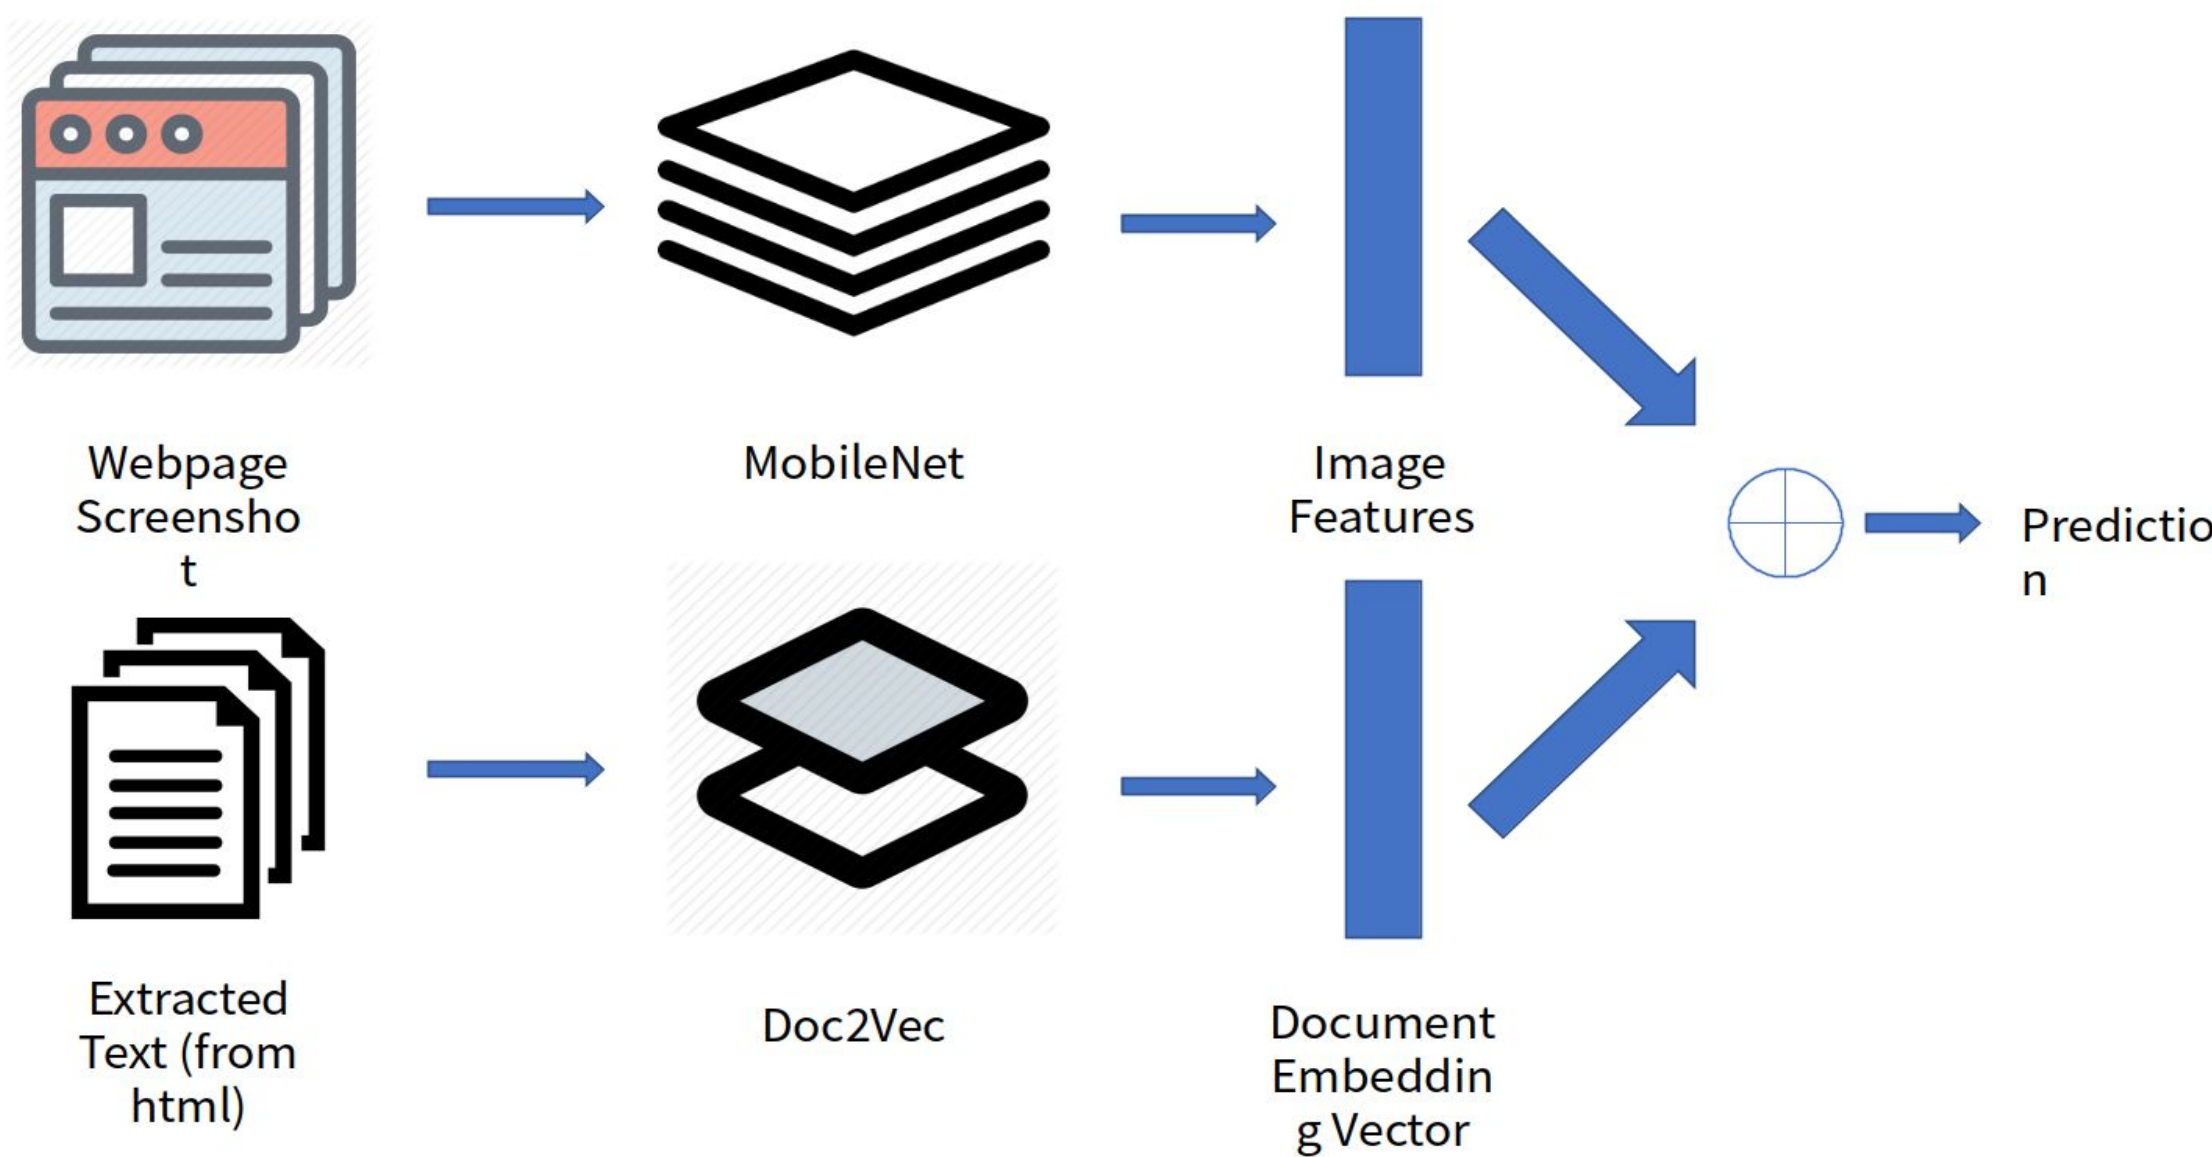 Webpage
Screensho
t
MobileNet
Image
Features
Predictio
n
Extracted
Text (from
html)
Doc2Vec
Document
Embeddin
g Vector